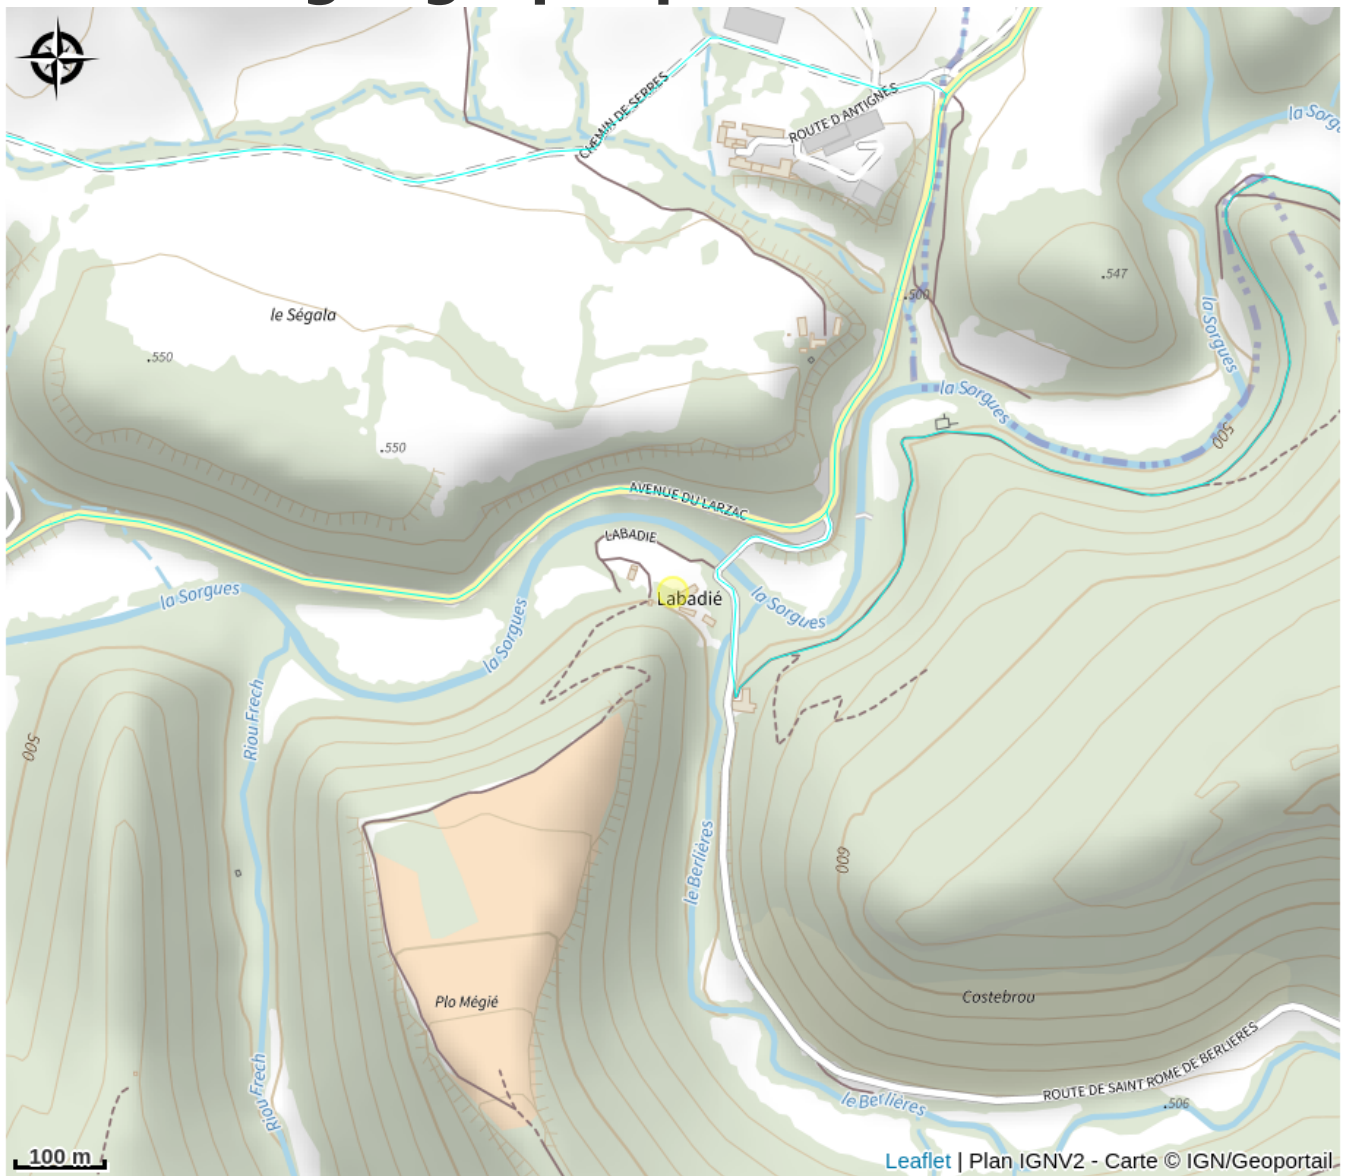 la Sorg
CHEMIN DE SERRES
ROUTE D'ANTIGNES
547
500
la Sorgues
le Ségala
550
la Sorgues
550
500
AVENUE DU LARZAC
LABADIE
Labadié
la Sorgues
la Sorgues
la Sorgues
Riou Frech
500
le Berlières
600
Plo Mégié
Costebrou
ROUTE DE SAINT ROME DE BERLIERES
Riou Frech
le Berlières
506
100 m
Leaflet | Plan IGNV2 - Carte © IGN/Geoportail